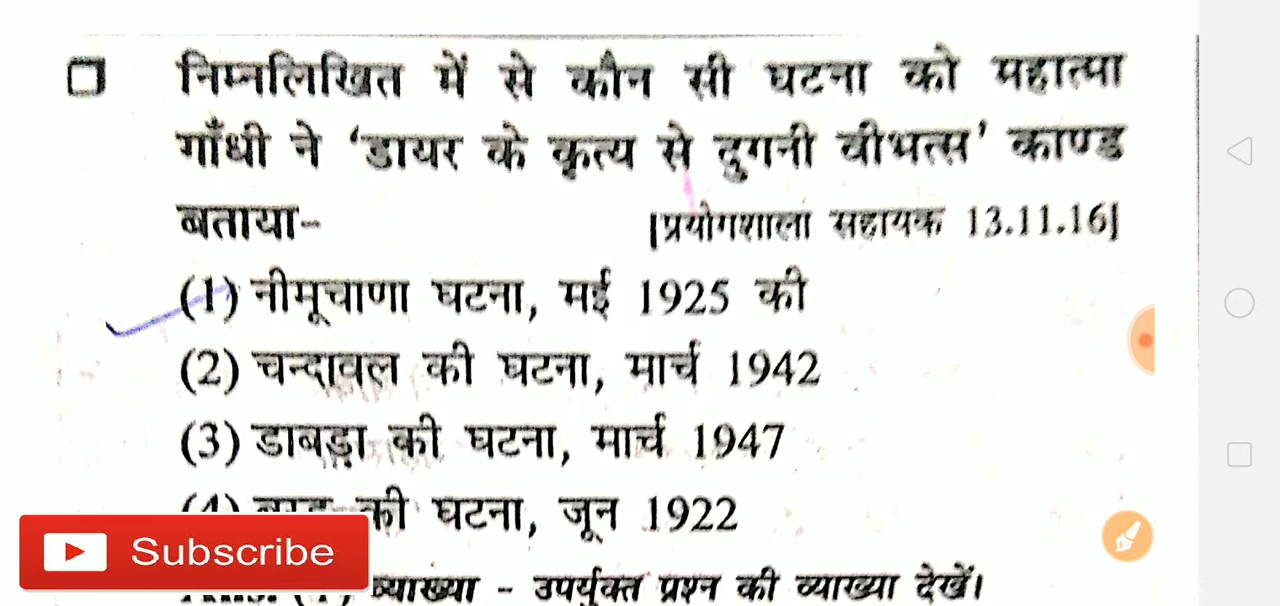 निम्नलिखित में से कौन सी घटना को महात्मा
गाँधी ने ‘डायर के कृत्य से दुगनी वीभत्स’ काण्ड
बताया–
[प्रयोगशाला सहायक 13.11.16]
(1) नीमूचाणा घटना, मई 1925 की
(2) चन्दावल की घटना, मार्च 1942
(3) डाबड़ा की घटना, मार्च 1947
की घटना, जून 1922
Subscribe
व्याख्या – उपर्युक्त प्रश्न की व्याख्या देखें।